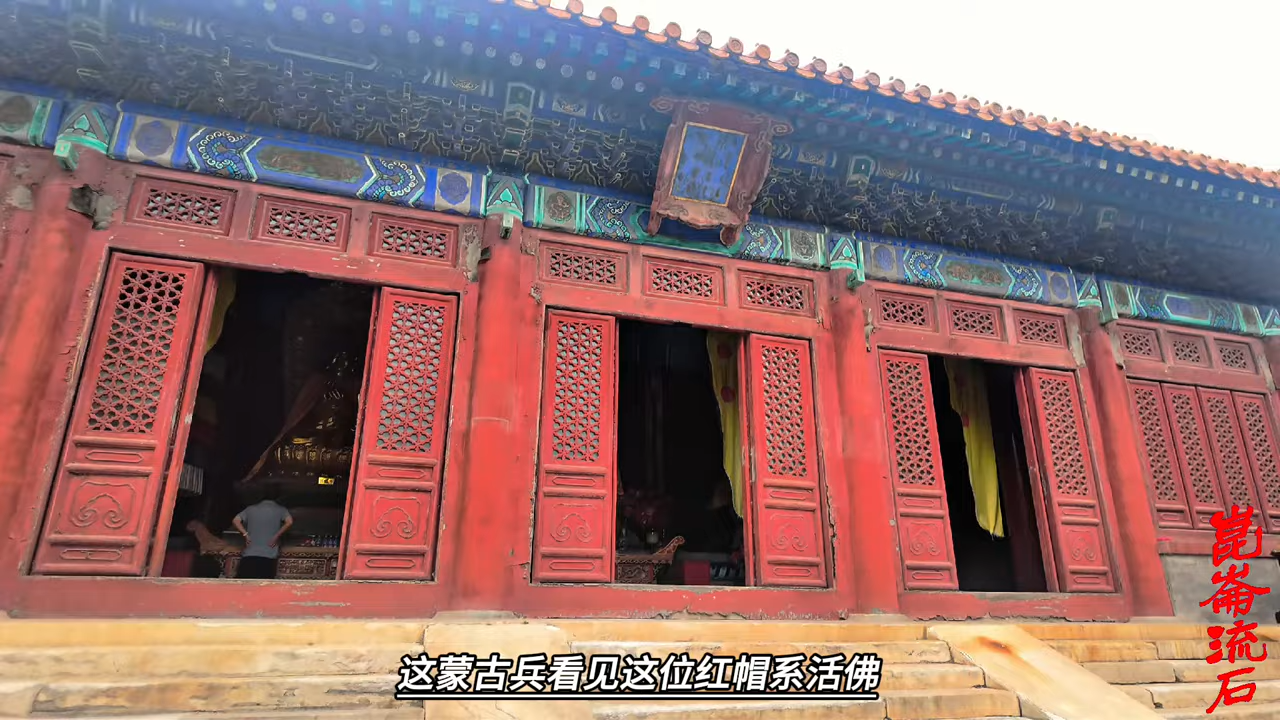 这蒙古兵看见这位红帽系活佛
崑
崙
流
石